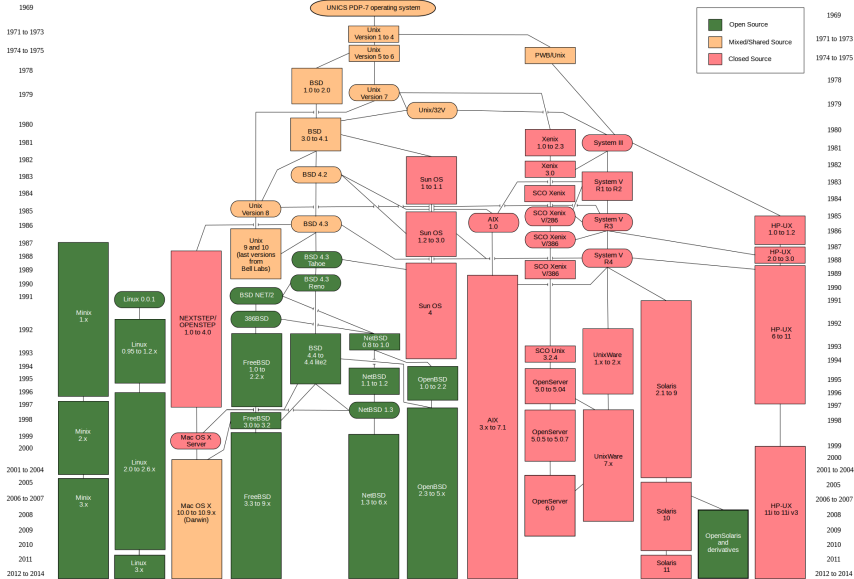 1969
UNICS PDP-7 operating system
1969
Open Source
Mixed/Shared Source
Closed Source
1971 to 1973
Unix
Version 1 to 4
1971 to 1973
1974 to 1975
Unix
Version 5 to 6
PWB/Unix
1974 to 1975
1978
BSD
1.0 to 2.0
1978
1979
Unix
Version 7
Unix/32V
1979
1980
BSD
3.0 to 4.1
Xenix
1.0 to 2.3
System III
1980
1981
1981
1982
Sun OS
1 to 1.1
Xenix
3.0
1982
1983
BSD 4.2
System V
R1 to R2
1983
1984
SCO Xenix
1984
1985
Unix
Version 8
AIX
1.0
SCO Xenix
V/286
System V
R3
1985
1986
BSD 4.3
Sun OS
1.2 to 3.0
HP-UX
1.0 to 1.2
1986
1987
Unix
9 and 10
(last versions
from
Bell Labs)
SCO Xenix
V/386
1987
1988
BSD 4.3
Tahoe
System V
R4
HP-UX
2.0 to 3.0
1988
1989
SCO Xenix
V/386
1989
1990
BSD 4.3
Reno
1990
1991
Minix
1.x
Linux 0.0.1
NEXTSTEP/
OPENSTEP
1.0 to 4.0
BSD NET/2
Sun OS
4
HP-UX
6 to 11
1991
386BSD
1992
Linux
0.95 to 1.2.x
NetBSD
0.8 to 1.0
1992
1993
FreeBSD
1.0 to
2.2.x
BSD
4.4 to
4.4 lite2
SCO Unix
3.2.4
UnixWare
1.x to 2.x
1993
1994
1994
1995
NetBSD
1.1 to 1.2
OpenBSD
1.0 to 2.2
OpenServer
5.0 to 5.04
Solaris
2.1 to 9
1995
1996
1996
1997
NetBSD 1.3
1997
1998
FreeBSD
3.0 to 3.2
AIX
3.x to 7.1
1998
1999
Minix
2.x
Mac OS X
Server
OpenServer
5.0.5 to 5.0.7
1999
2000
2000
2001 to 2004
Linux
2.0 to 2.6.x
UnixWare
7.x
2001 to 2004
2005
2005
2006 to 2007
Minix
3.x
Mac OS X
10.0 to 10.9.x
(Darwin)
FreeBSD
3.3 to 9.x
NetBSD
1.3 to 6.x
OpenBSD
2.3 to 5.x
OpenServer
6.0
Solaris
10
HP-UX
11i to 11i v3
2006 to 2007
2008
2008
2009
OpenSolaris
and
derivatives
2009
2010
2010
2011
Linux
3.x
Solaris
11
2011
2012 to 2014
2012 to 2014